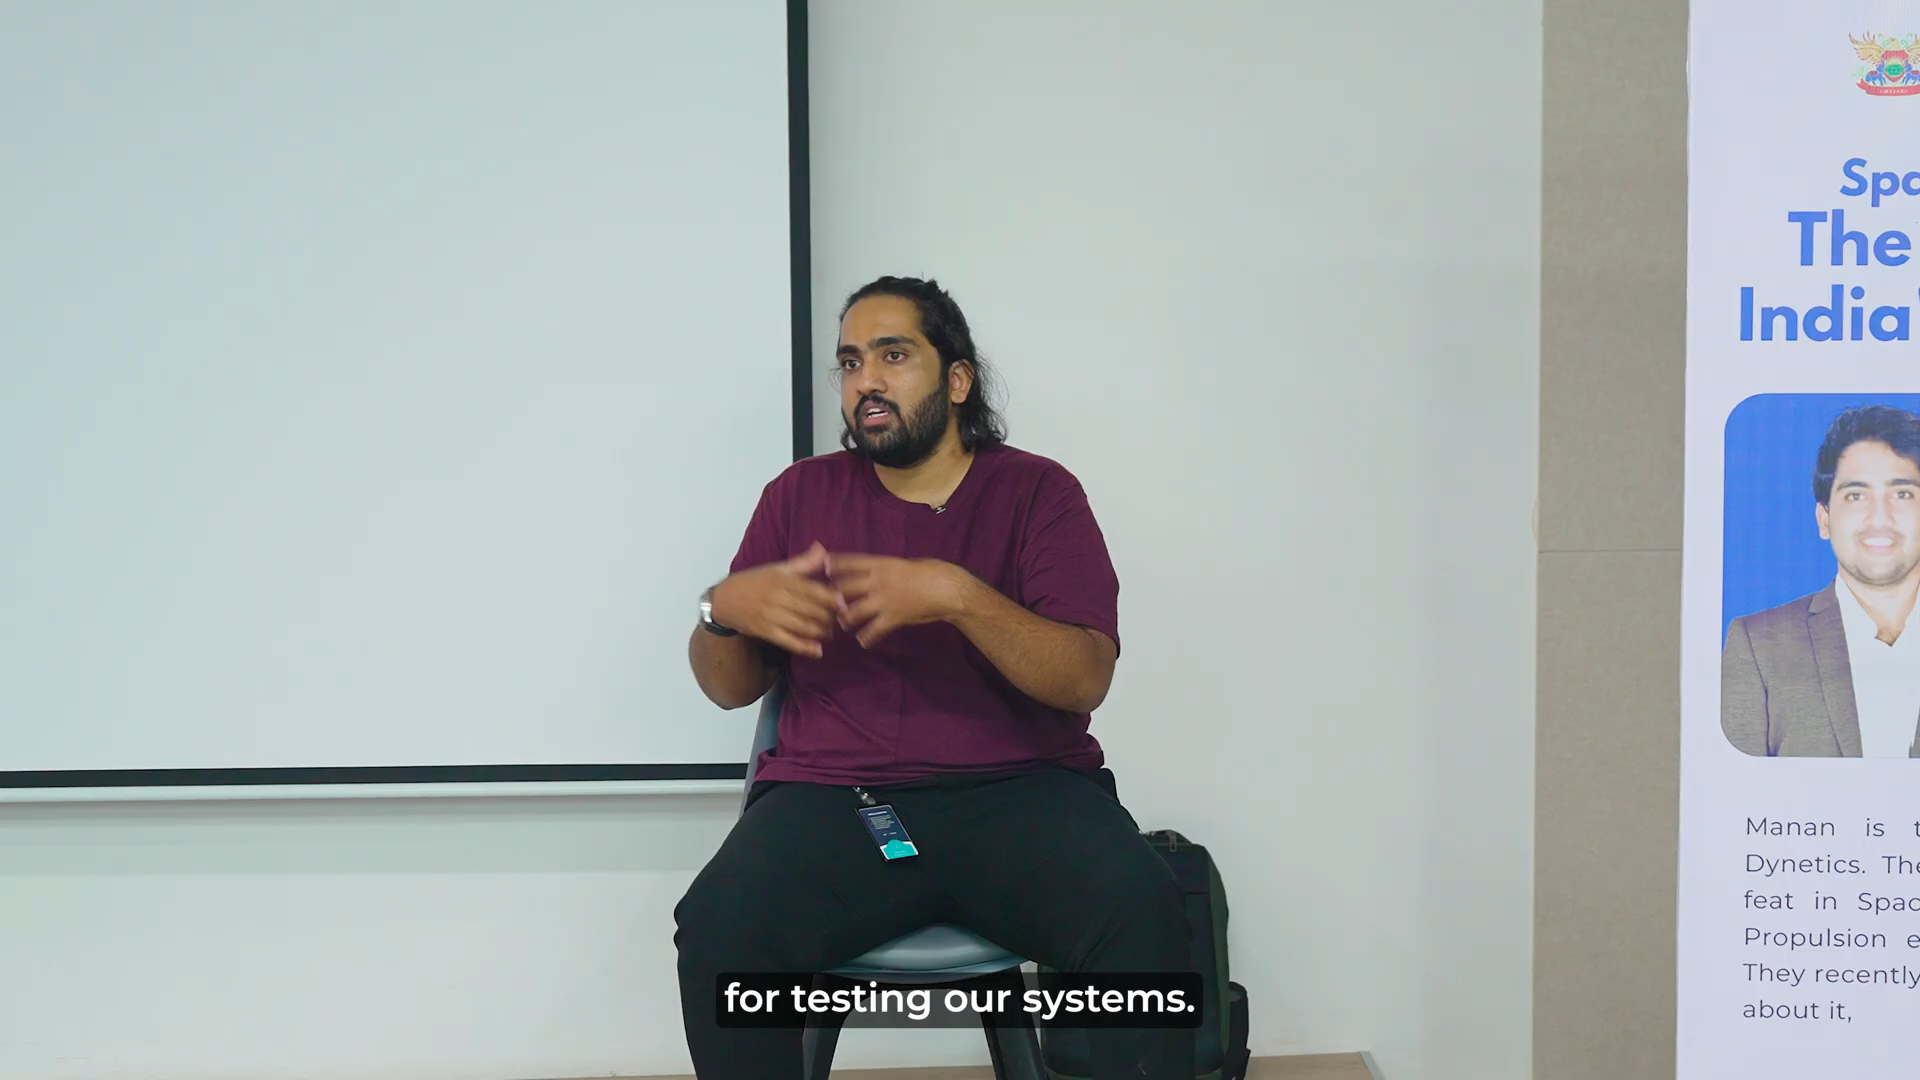 Spa
The
India'
Manan is t
Dynetics. The
feat in Spac
Propulsion e
They recently
about it,
for testing our systems.